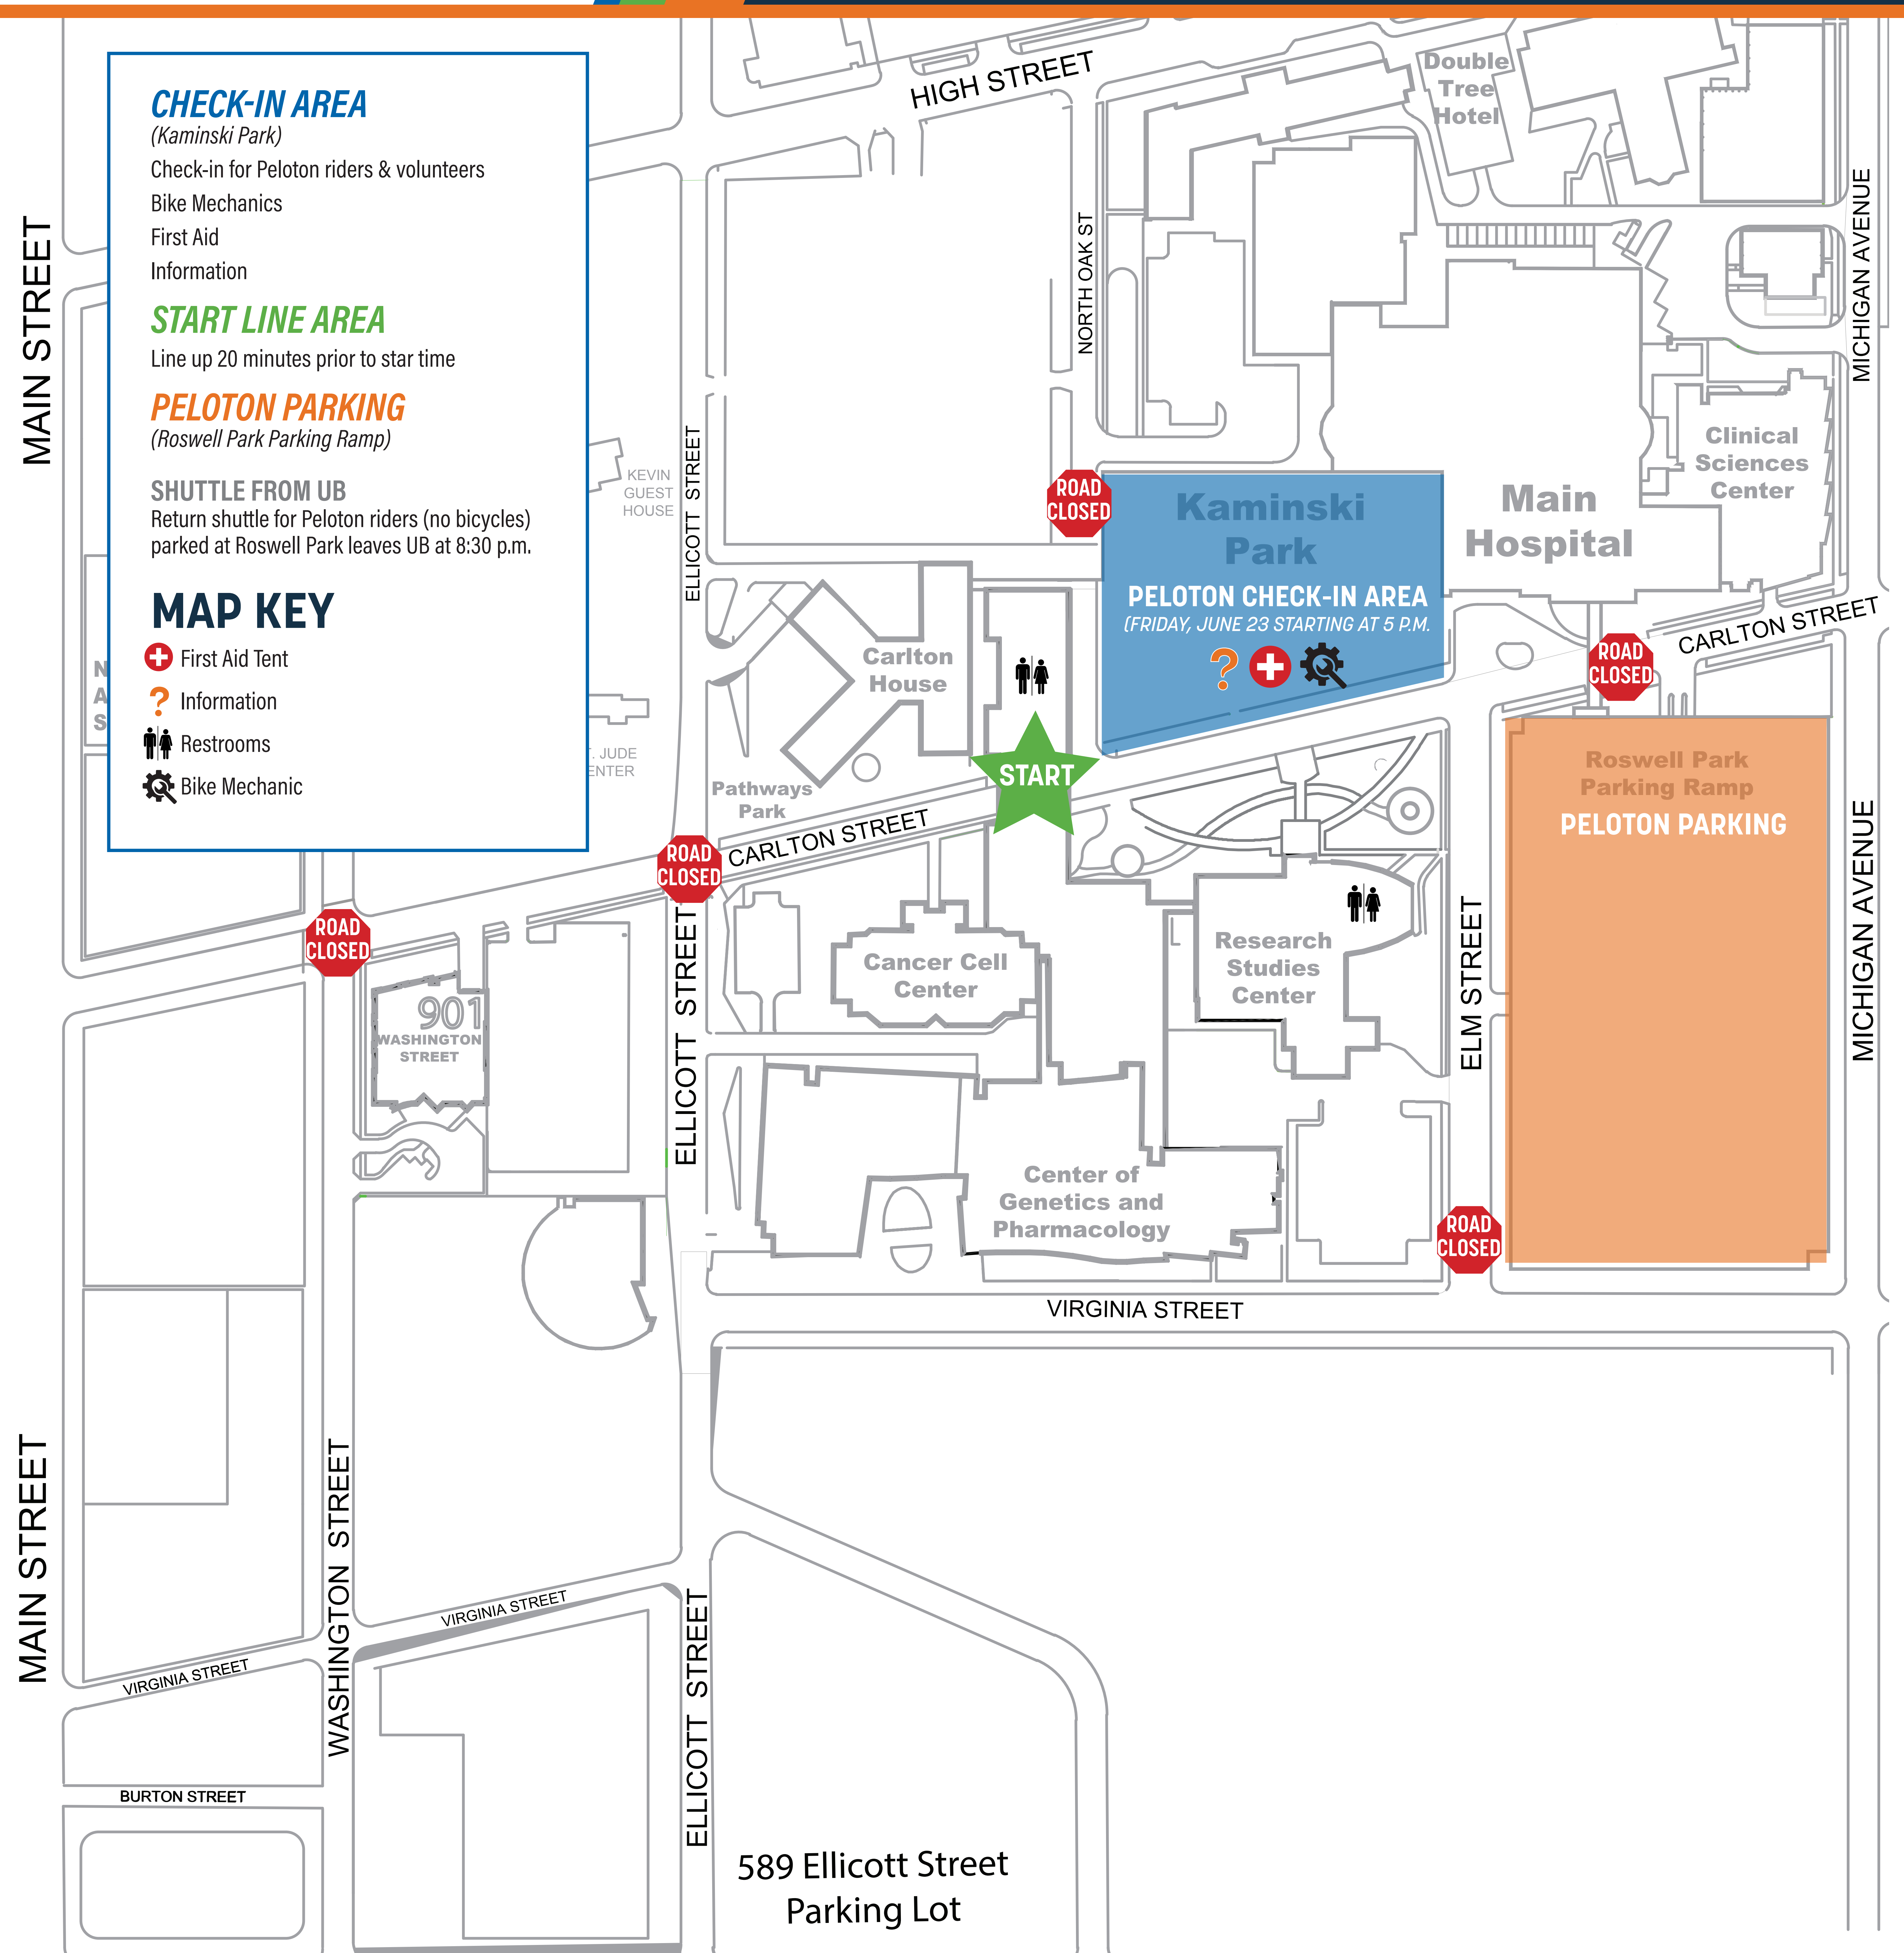 CHECK-IN AREA
(Kaminski Park)
Check-in for Peloton riders & volunteers
Bike Mechanics
First Aid
Information
START LINE AREA
Line up 20 minutes prior to star time
PELOTON PARKING
(Roswell Park Parking Ramp)
SHUTTLE FROM UB
Return shuttle for Peloton riders (no bicycles)
parked at Roswell Park leaves UB at 8:30 p.m.
MAP KEY
First Aid Tent
? Information
Restrooms
Bike Mechanic
MAIN STREET
HIGH STREET
Double
Tree
Hotel
MICHIGAN AVENUE
NORTH OAK ST
ELLICOTT STREET
KEVIN
GUEST
HOUSE
ROAD
CLOSED
Kaminski
Park
PELOTON CHECK-IN AREA
(FRIDAY, JUNE 23 STARTING AT 5 P.M.
?
Main
Hospital
Clinical
Sciences
Center
CARLTON STREET
ROAD
CLOSED
N
A
S
T. JUDE
ENTER
Carlton
House
Pathways
Park
START
Roswell Park
Parking Ramp
PELOTON PARKING
MICHIGAN AVENUE
CARLTON STREET
ROAD
CLOSED
ROAD
CLOSED
901
WASHINGTON
STREET
ELLICOTT STREET
Cancer Cell
Center
Research
Studies
Center
ELM STREET
Center of
Genetics and
Pharmacology
ROAD
CLOSED
VIRGINIA STREET
MAIN STREET
WASHINGTON STREET
VIRGINIA STREET
VIRGINIA STREET
ELLICOTT STREET
BURTON STREET
589 Ellicott Street
Parking Lot